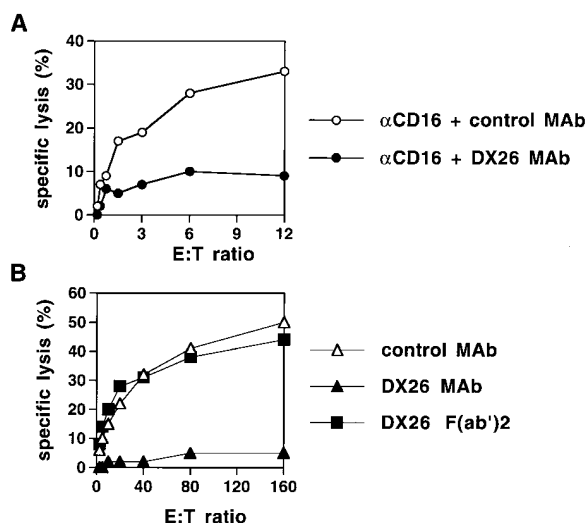 A
specific lysis (%)
40
30
20
10
0
0 3 6 9 12
E:T ratio
αCD16 + control MAb
αCD16 + DX26 MAb
B
specific lysis (%)
60
50
40
30
20
10
0
0 40 80 120 160
E:T ratio
control MAb
DX26 MAb
DX26 F(ab')2